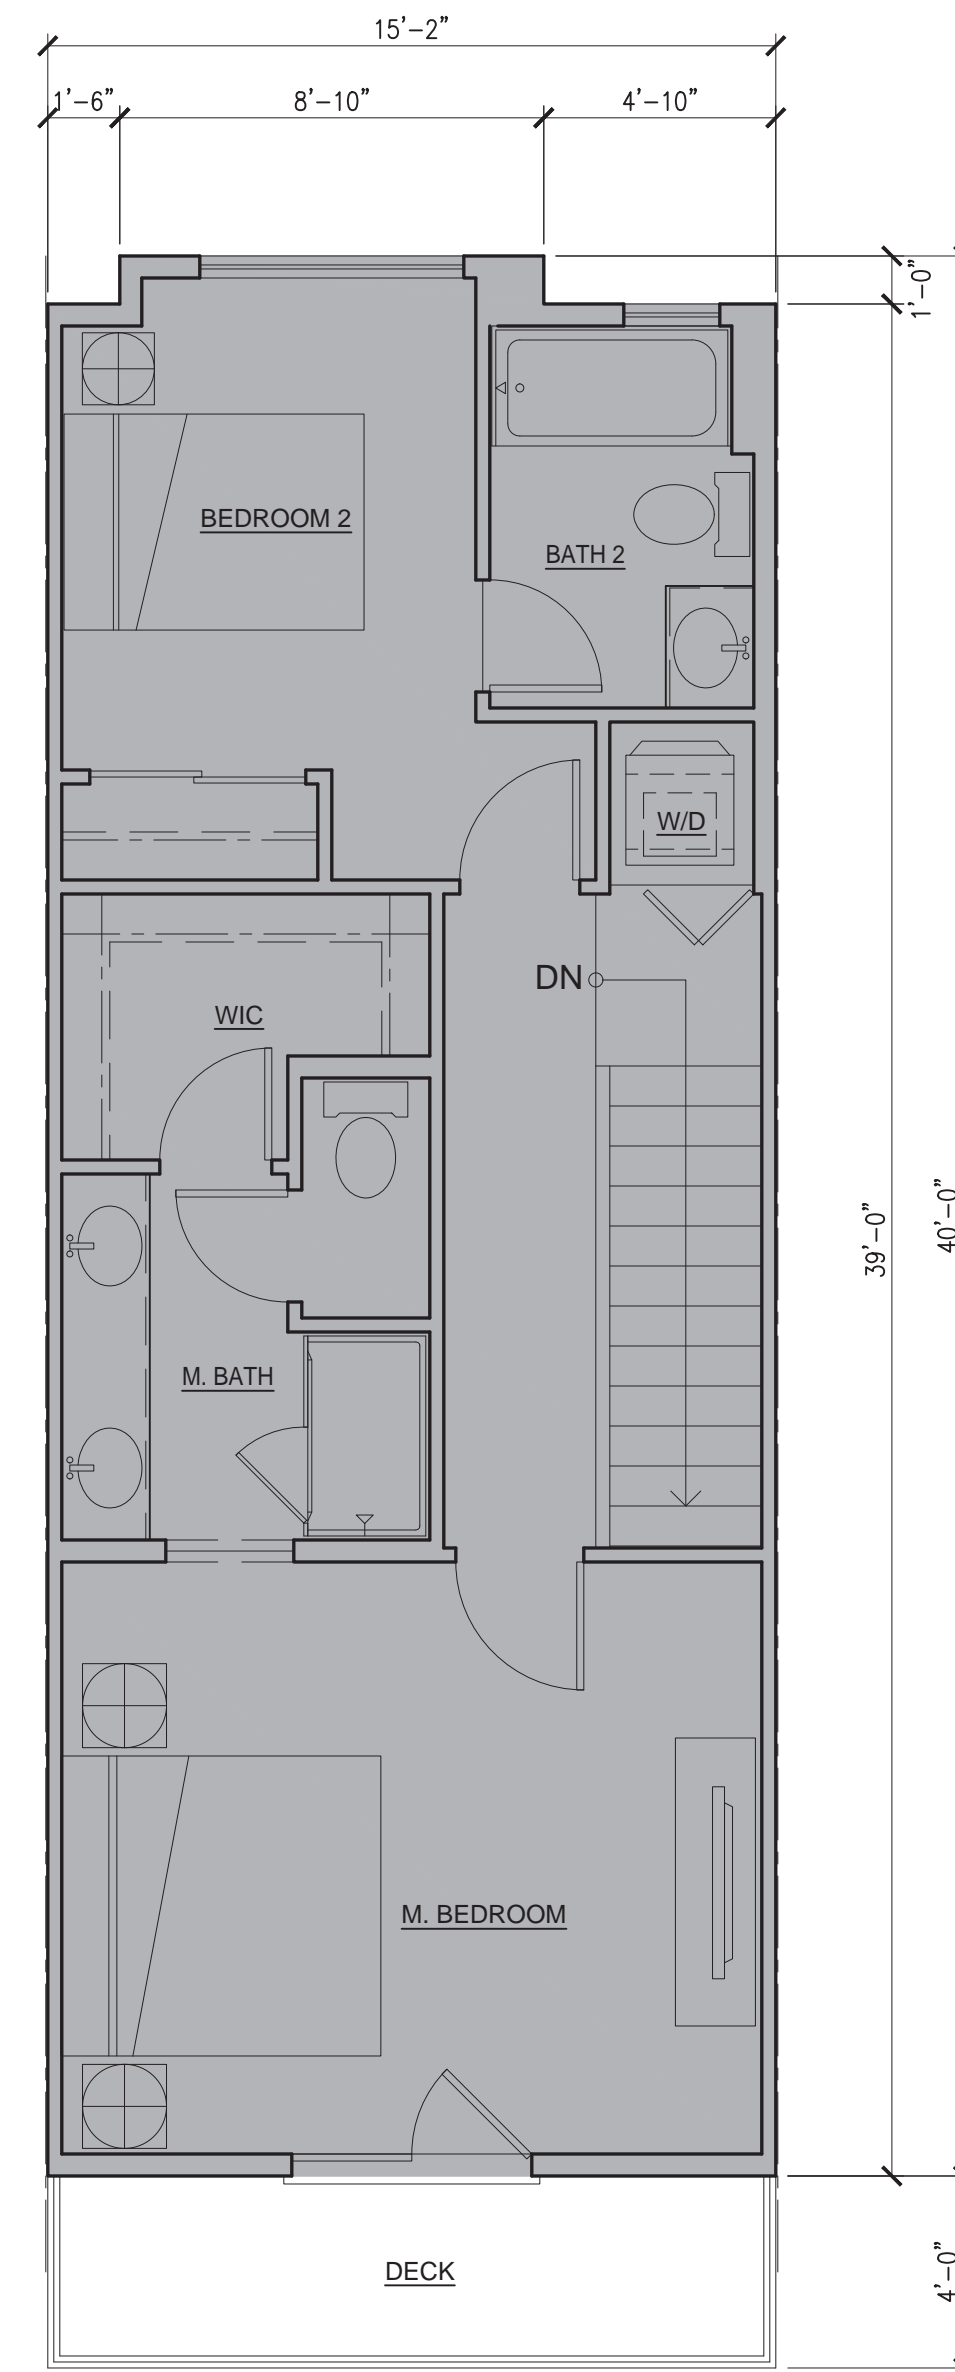 15'-2"
1'-6"
8'-10"
4'-10"
1'-0"
BEDROOM 2
BATH 2
W/D
DN
WIC
39'-0"
40'-0"
M. BATH
M. BEDROOM
DECK
4'-0"